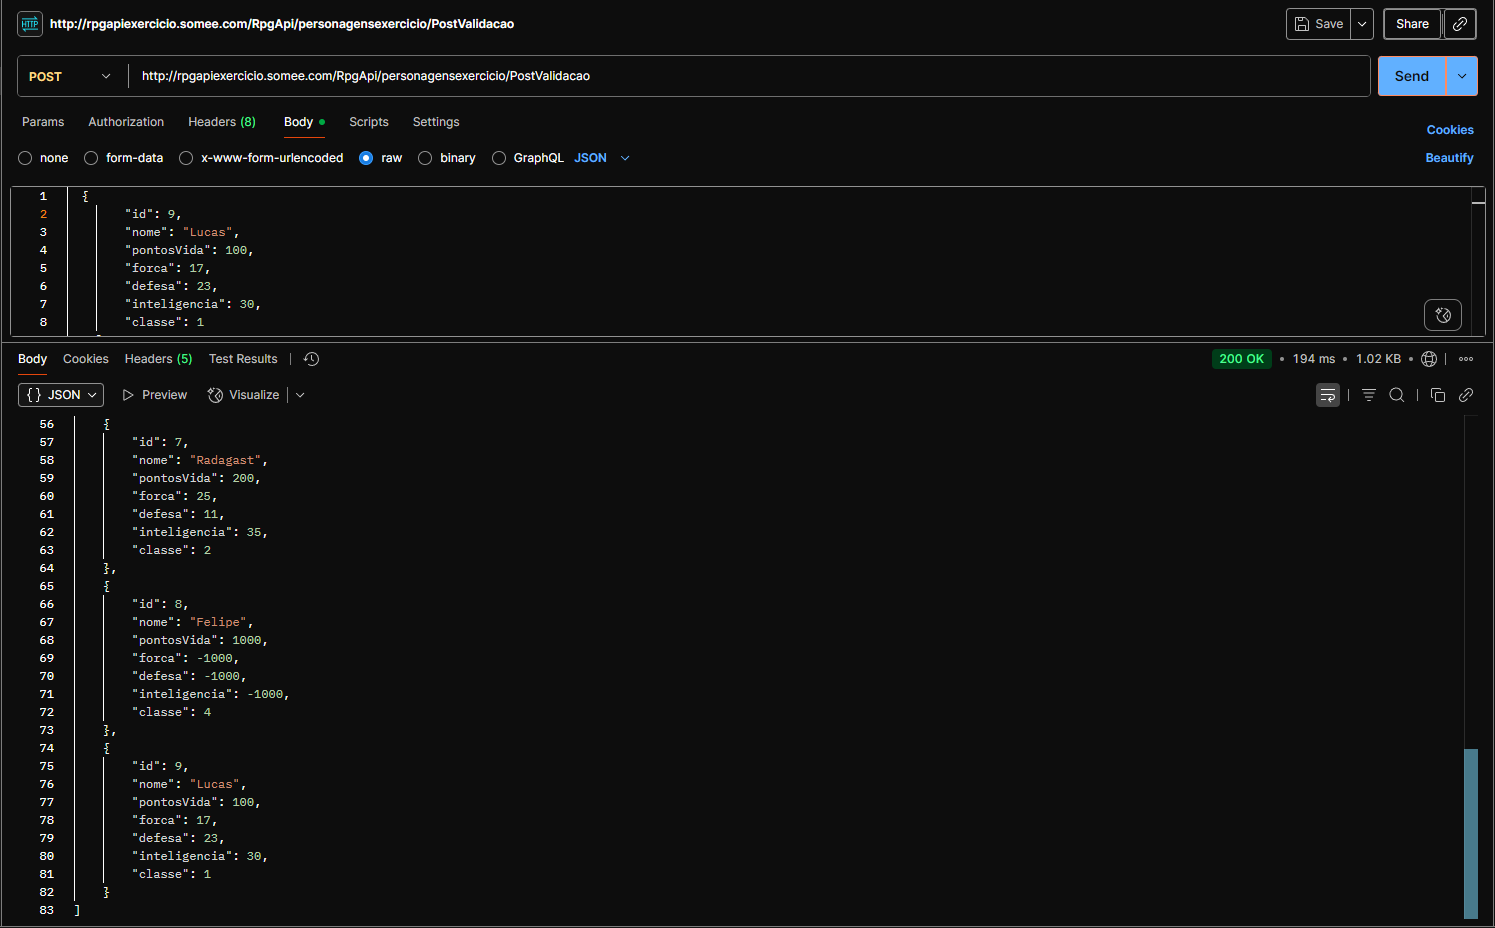 HTTP http://rpgapiexercicio.somee.com/RpgApi/personagensexercicio/PostValidacao Save Share
POST http://rpgapiexercicio.somee.com/RpgApi/personagensexercicio/PostValidacao Send
Params Authorization Headers (8) Body Scripts Settings
Cookies
none form-data x-www-form-urlencoded raw binary GraphQL JSON Beautify
1 {
2 "id": 9,
3 "nome": "Lucas",
4 "pontosVida": 100,
5 "forca": 17,
6 "defesa": 23,
7 "inteligencia": 30,
8 "classe": 1
Body Cookies Headers (5) Test Results 200 OK • 194 ms • 1.02 KB •
{} JSON Preview Visualize
56 {
57 "id": 7,
58 "nome": "Radagast",
59 "pontosVida": 200,
60 "forca": 25,
61 "defesa": 11,
62 "inteligencia": 35,
63 "classe": 2
64 },
65 {
66 "id": 8,
67 "nome": "Felipe",
68 "pontosVida": 1000,
69 "forca": -1000,
70 "defesa": -1000,
71 "inteligencia": -1000,
72 "classe": 4
73 },
74 {
75 "id": 9,
76 "nome": "Lucas",
77 "pontosVida": 100,
78 "forca": 17,
79 "defesa": 23,
80 "inteligencia": 30,
81 "classe": 1
82 }
83 ]